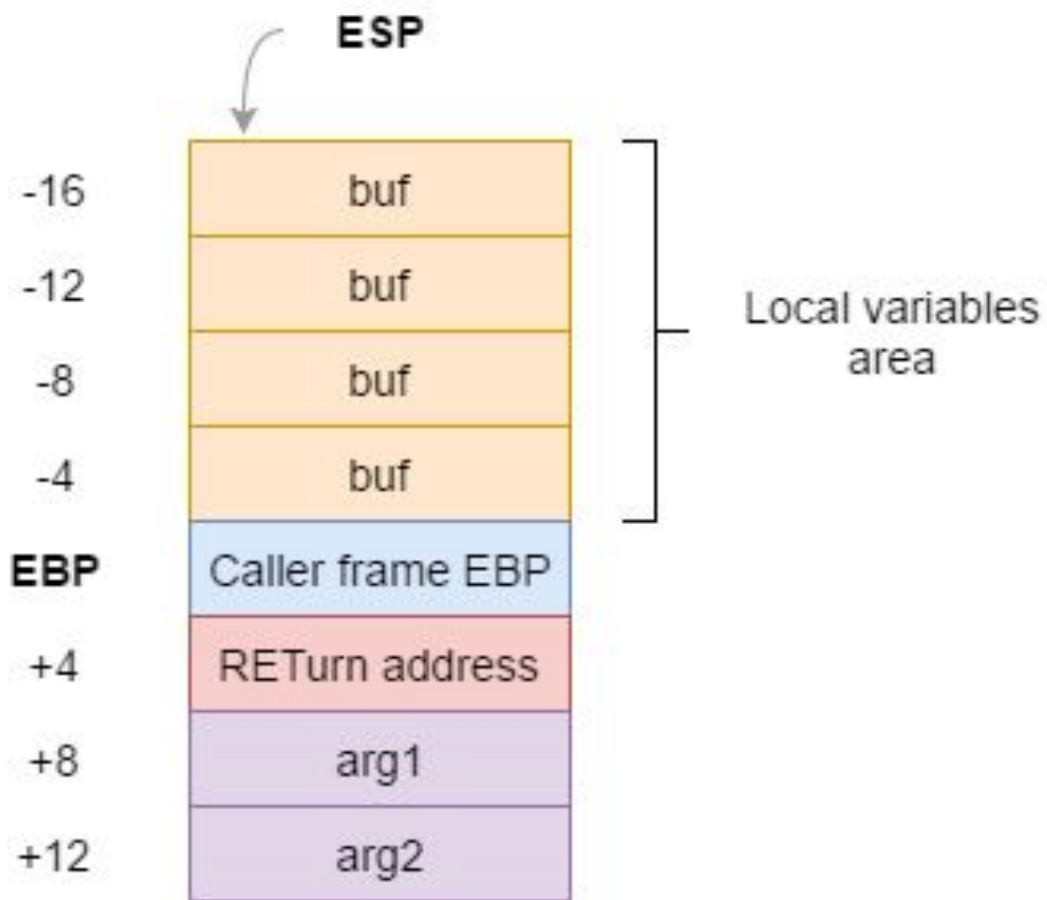 ESP
-16 buf
-12 buf
-8 buf
-4 buf
Local variables
area
EBP Caller frame EBP
+4 RETurn address
+8 arg1
+12 arg2